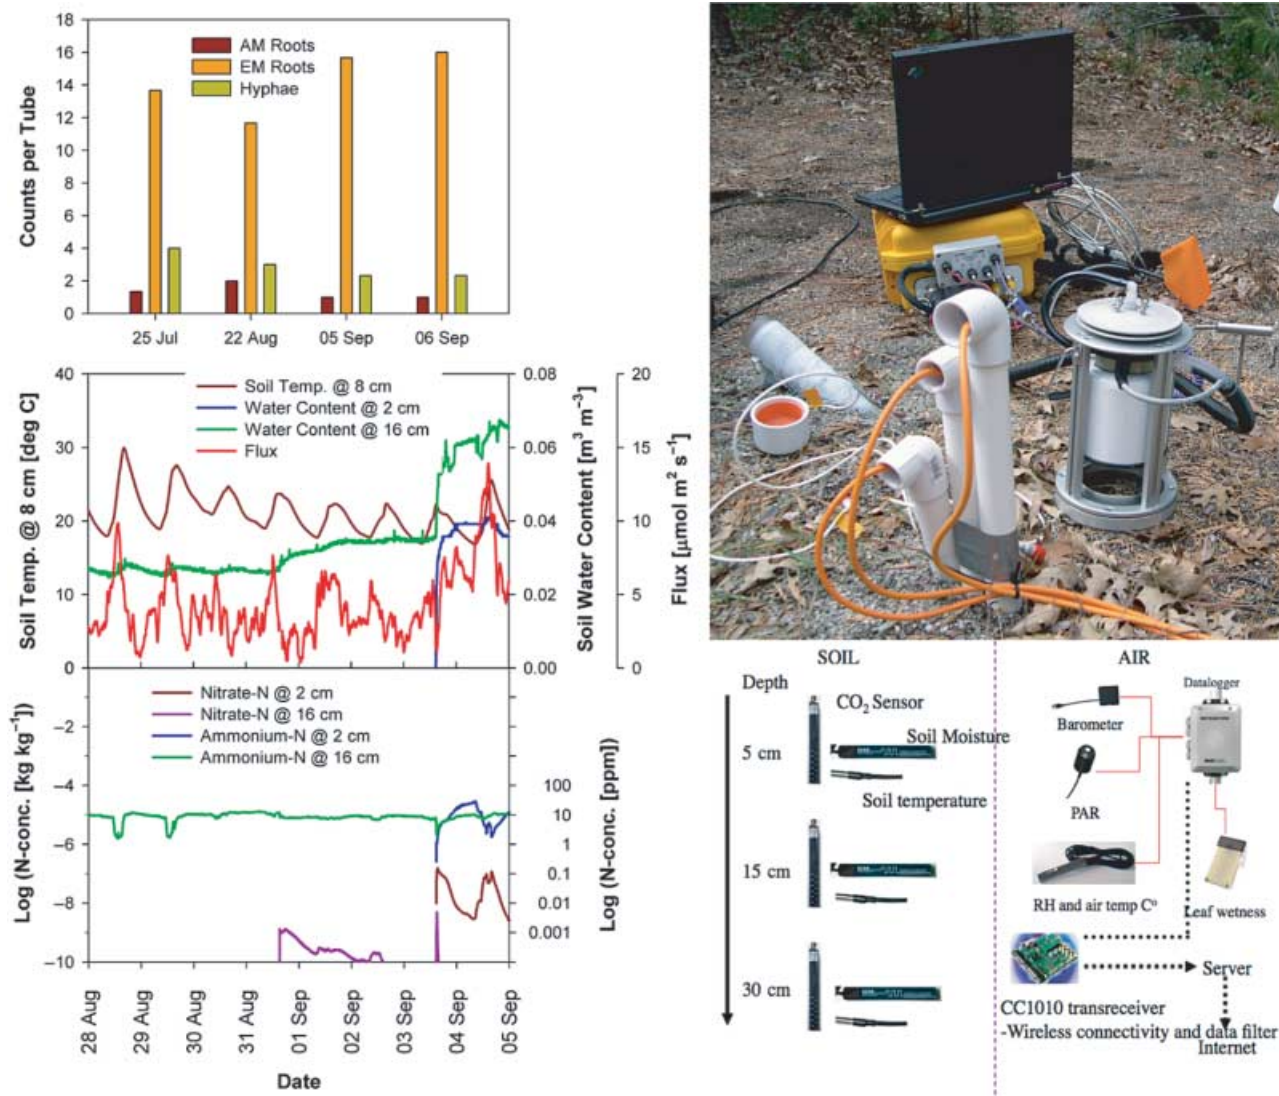 18
16
14
12
10
8
6
4
2
0
Counts per Tube
AM Roots
EM Roots
Hyphae
25 Jul
22 Aug
05 Sep
06 Sep
40
30
20
10
0
Soil Temp. @ 8 cm [deg C]
Soil Temp. @ 8 cm
Water Content @ 2 cm
Water Content @ 16 cm
Flux
0.08
0.06
0.04
0.02
0.00
Soil Water Content [m³ m⁻³]
20
15
10
5
0
Flux [µmol m² s⁻¹]
Nitrate-N @ 2 cm
Nitrate-N @ 16 cm
Ammonium-N @ 2 cm
Ammonium-N @ 16 cm
–2
–4
–6
–8
–10
Log (N-conc. [kg kg⁻¹])
100
10
1
0.1
0.01
0.001
Log (N-conc. [ppm])
28 Aug
29 Aug
30 Aug
31 Aug
01 Sep
02 Sep
03 Sep
04 Sep
05 Sep
Date
SOIL
AIR
Depth
CO₂ Sensor
Soil Moisture
5 cm
Soil temperature
15 cm
30 cm
Datalogger
Barometer
PAR
RH and air temp Cº
Leaf wetness
Server
CC1010 transreceiver
-Wireless connectivity and data filter
Internet